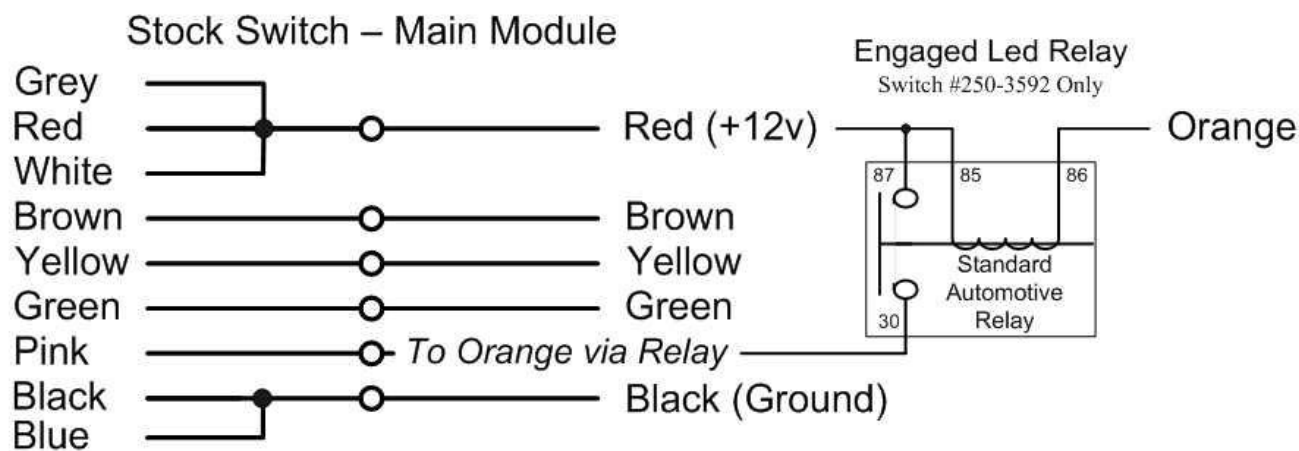 Stock Switch – Main Module
Engaged Led Relay
Switch #250-3592 Only
Grey
Red
Red (+12v)
Orange
White
87
85
86
Brown
Brown
Yellow
Yellow
Standard
Automotive
Relay
Green
Green
30
Pink
To Orange via Relay
Black
Black (Ground)
Blue